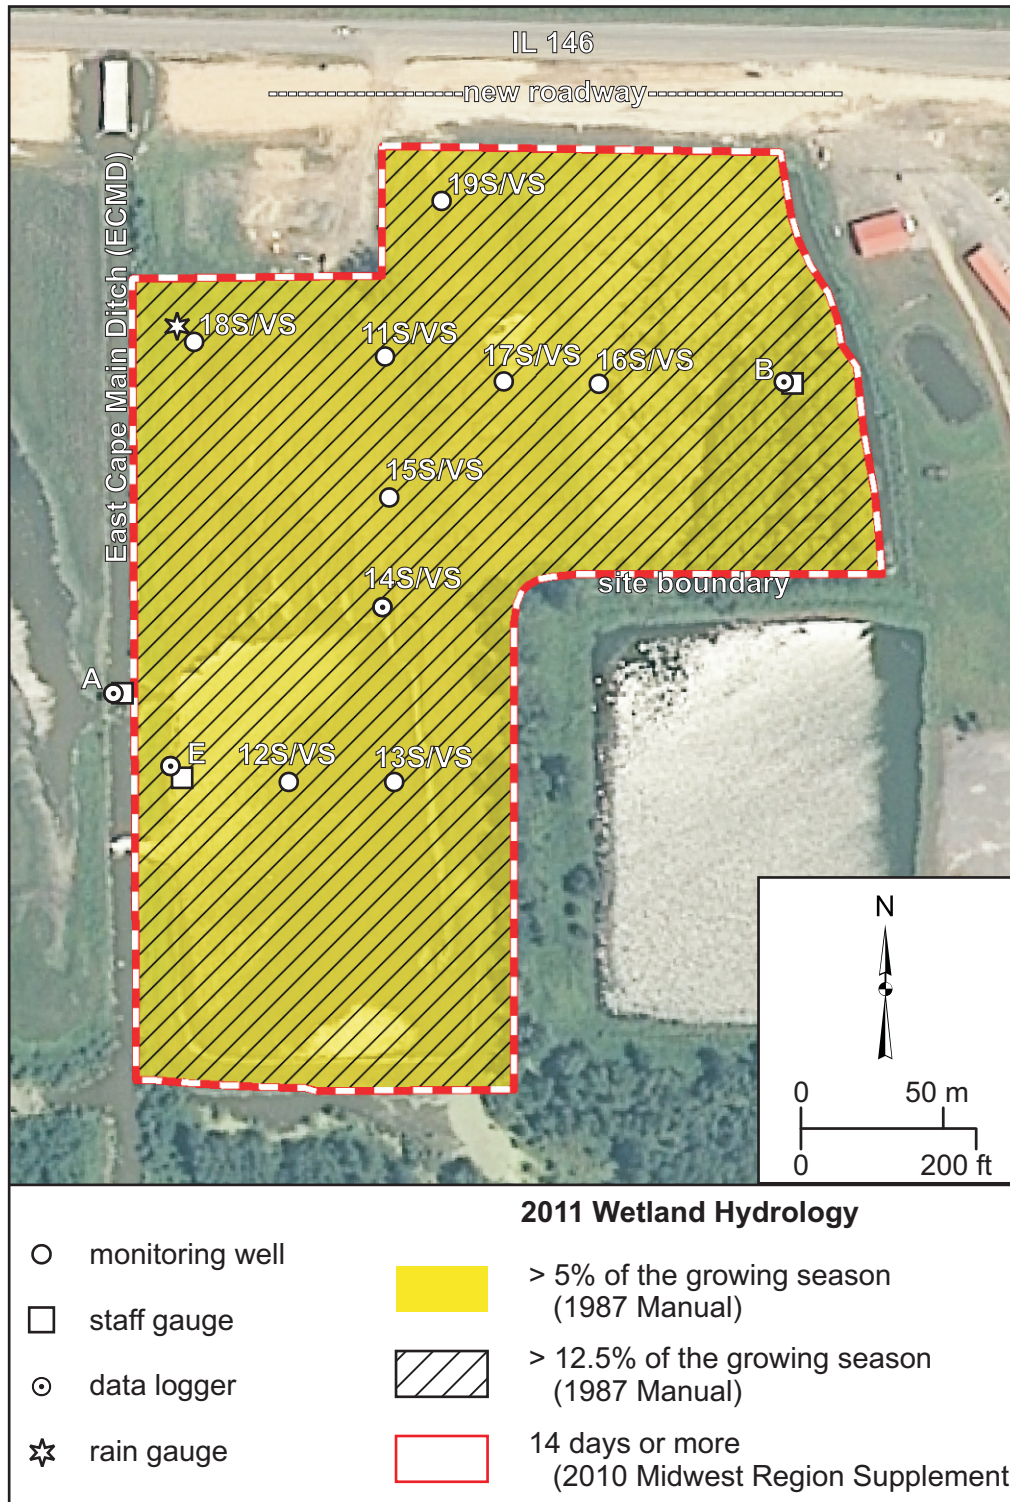 IL 146
new roadway
19S/VS
East Cape Main Ditch (ECMD)
18S/VS
11S/VS
17S/VS
16S/VS
B
15S/VS
14S/VS
site boundary
A
E
12S/VS
13S/VS
N
0 50 m
0 200 ft
2011 Wetland Hydrology
monitoring well
staff gauge
data logger
rain gauge
> 5% of the growing season
(1987 Manual)
> 12.5% of the growing season
(1987 Manual)
14 days or more
(2010 Midwest Region Supplement